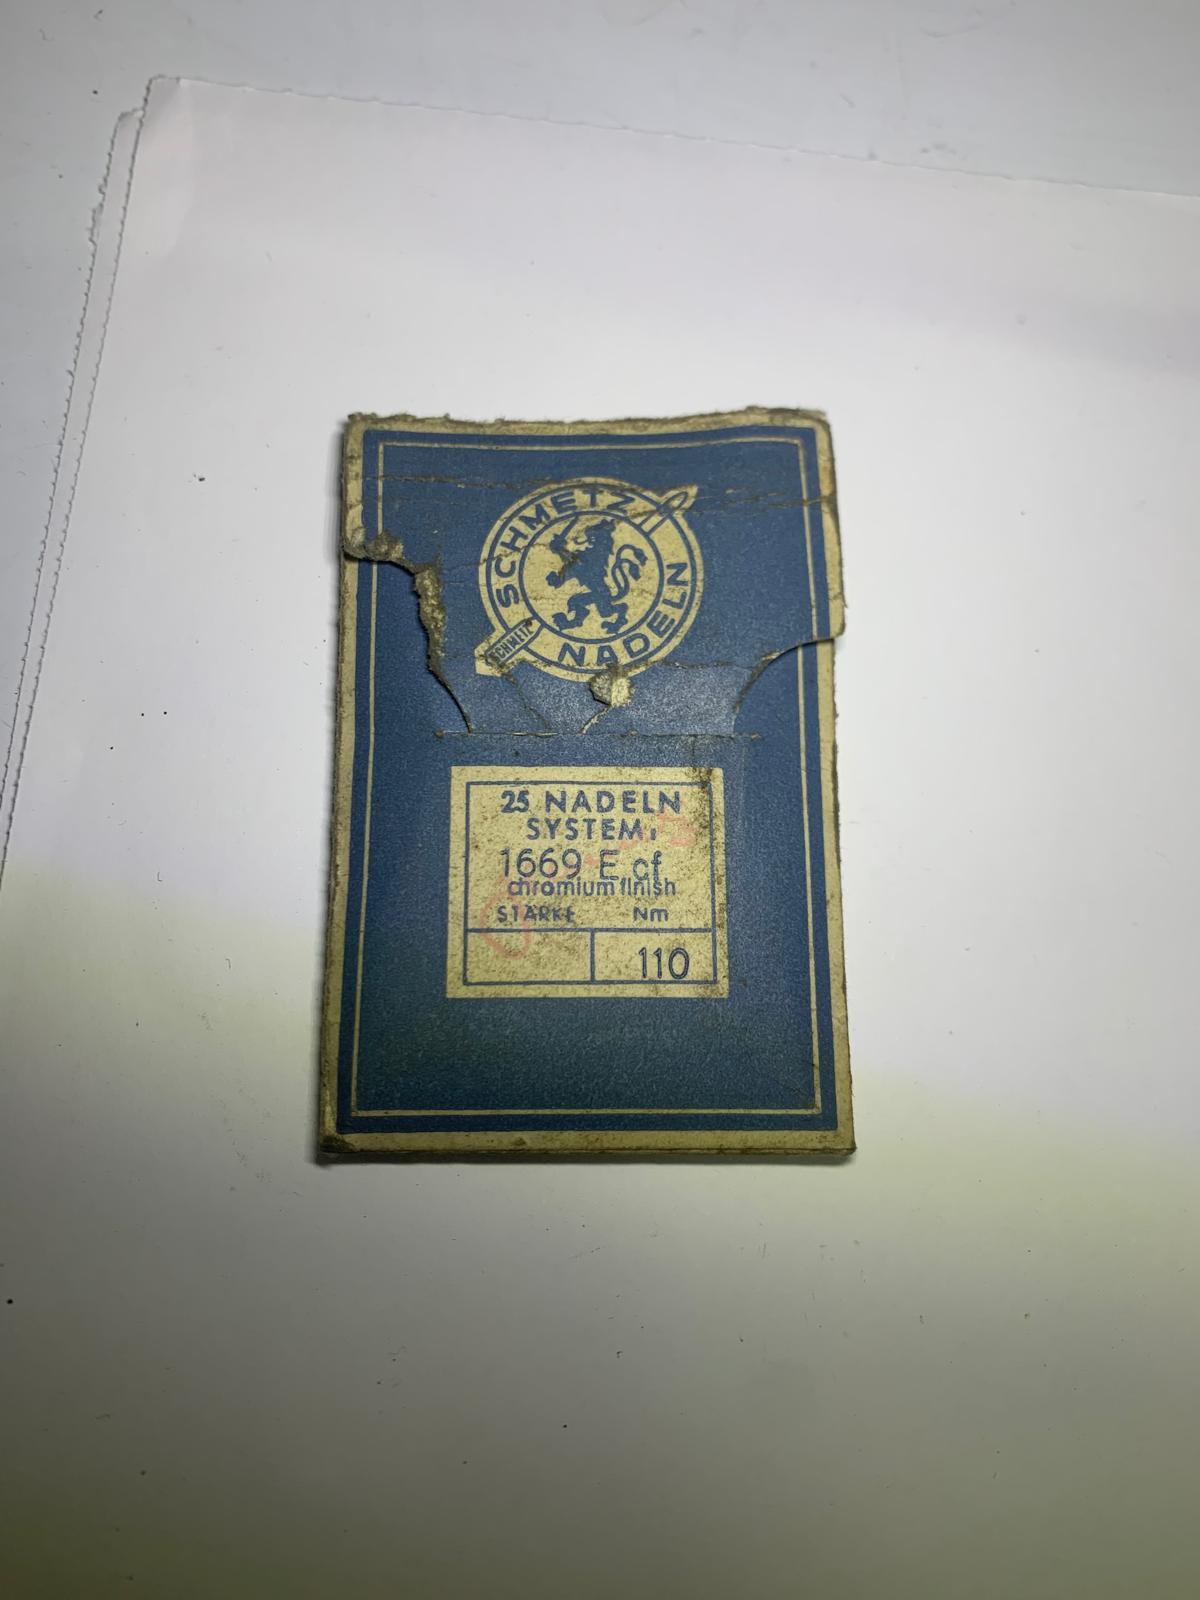 SCHMETZ
NADELN
SCHMETZ
25 NADELN
SYSTEM:
1669 E cf
chromium finish
STÄRKE Nm
110